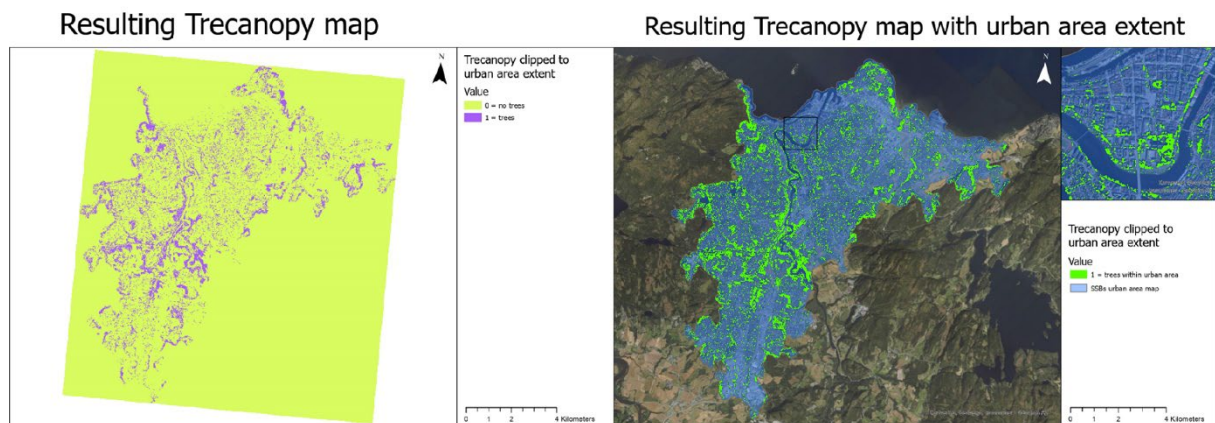 Resulting Trecanopy map
N
Trecanopy clipped to
urban area extent
Value
0 = no trees
1 = trees
0 1 2 4 Kilometers
Resulting Trecanopy map with urban area extent
N
Trecanopy clipped to
urban area extent
Value
1 = trees within urban area
SSBs urban area map
0 1 2 4 Kilometers